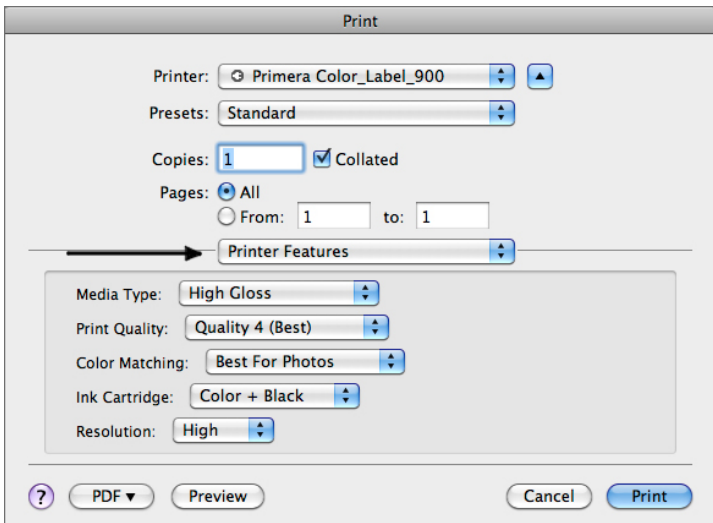 Print
Printer: Primera Color_Label_900
Presets: Standard
Copies: 1 Collated
Pages: All
From: 1 to: 1
Printer Features
Media Type: High Gloss
Print Quality: Quality 4 (Best)
Color Matching: Best For Photos
Ink Cartridge: Color + Black
Resolution: High
? PDF ▾ Preview Cancel Print